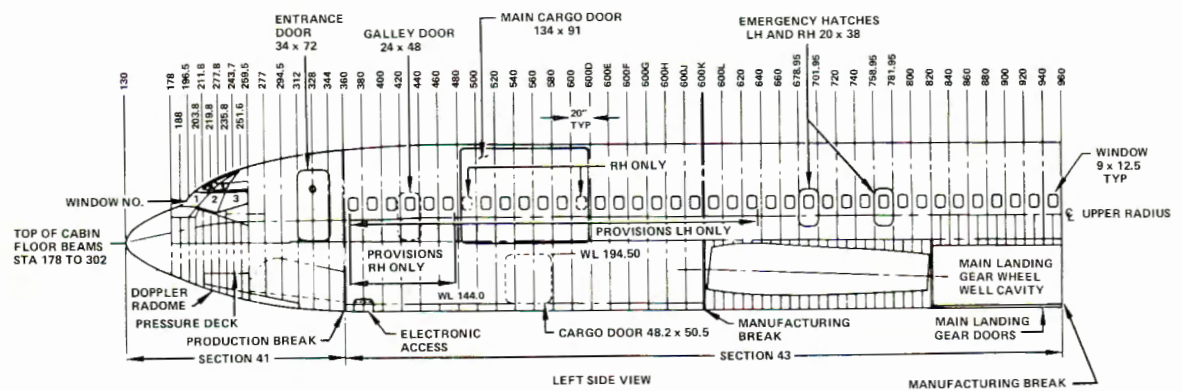 ENTRANCE
DOOR
34 x 72
GALLEY DOOR
24 x 48
MAIN CARGO DOOR
134 x 91
EMERGENCY HATCHES
LH AND RH 20 x 38
130
178
188
196.5
203.8
211.8
219.8
277.8
235.8
243.7
251.6
259.5
277
294.5
312
328
344
360
380
400
420
440
460
480
500
520
540
560
580
600
600D
600E
600F
600G
600H
600J
600K
600L
620
640
660
678.95
701.95
720
740
758.95
781.95
800
820
840
860
880
900
920
940
960
20"
TYP
RH ONLY
WINDOW
9 x 12.5
TYP
WINDOW NO.
1 2 3
℄ UPPER RADIUS
PROVISIONS LH ONLY
TOP OF CABIN
FLOOR BEAMS
STA 178 TO 302
PROVISIONS
RH ONLY
WL 194.50
MAIN LANDING
GEAR WHEEL
WELL CAVITY
WL 144.0
DOPPLER
RADOME
PRESSURE DECK
PRODUCTION BREAK
ELECTRONIC
ACCESS
CARGO DOOR 48.2 x 50.5
MANUFACTURING
BREAK
MAIN LANDING
GEAR DOORS
SECTION 41
SECTION 43
LEFT SIDE VIEW
MANUFACTURING BREAK